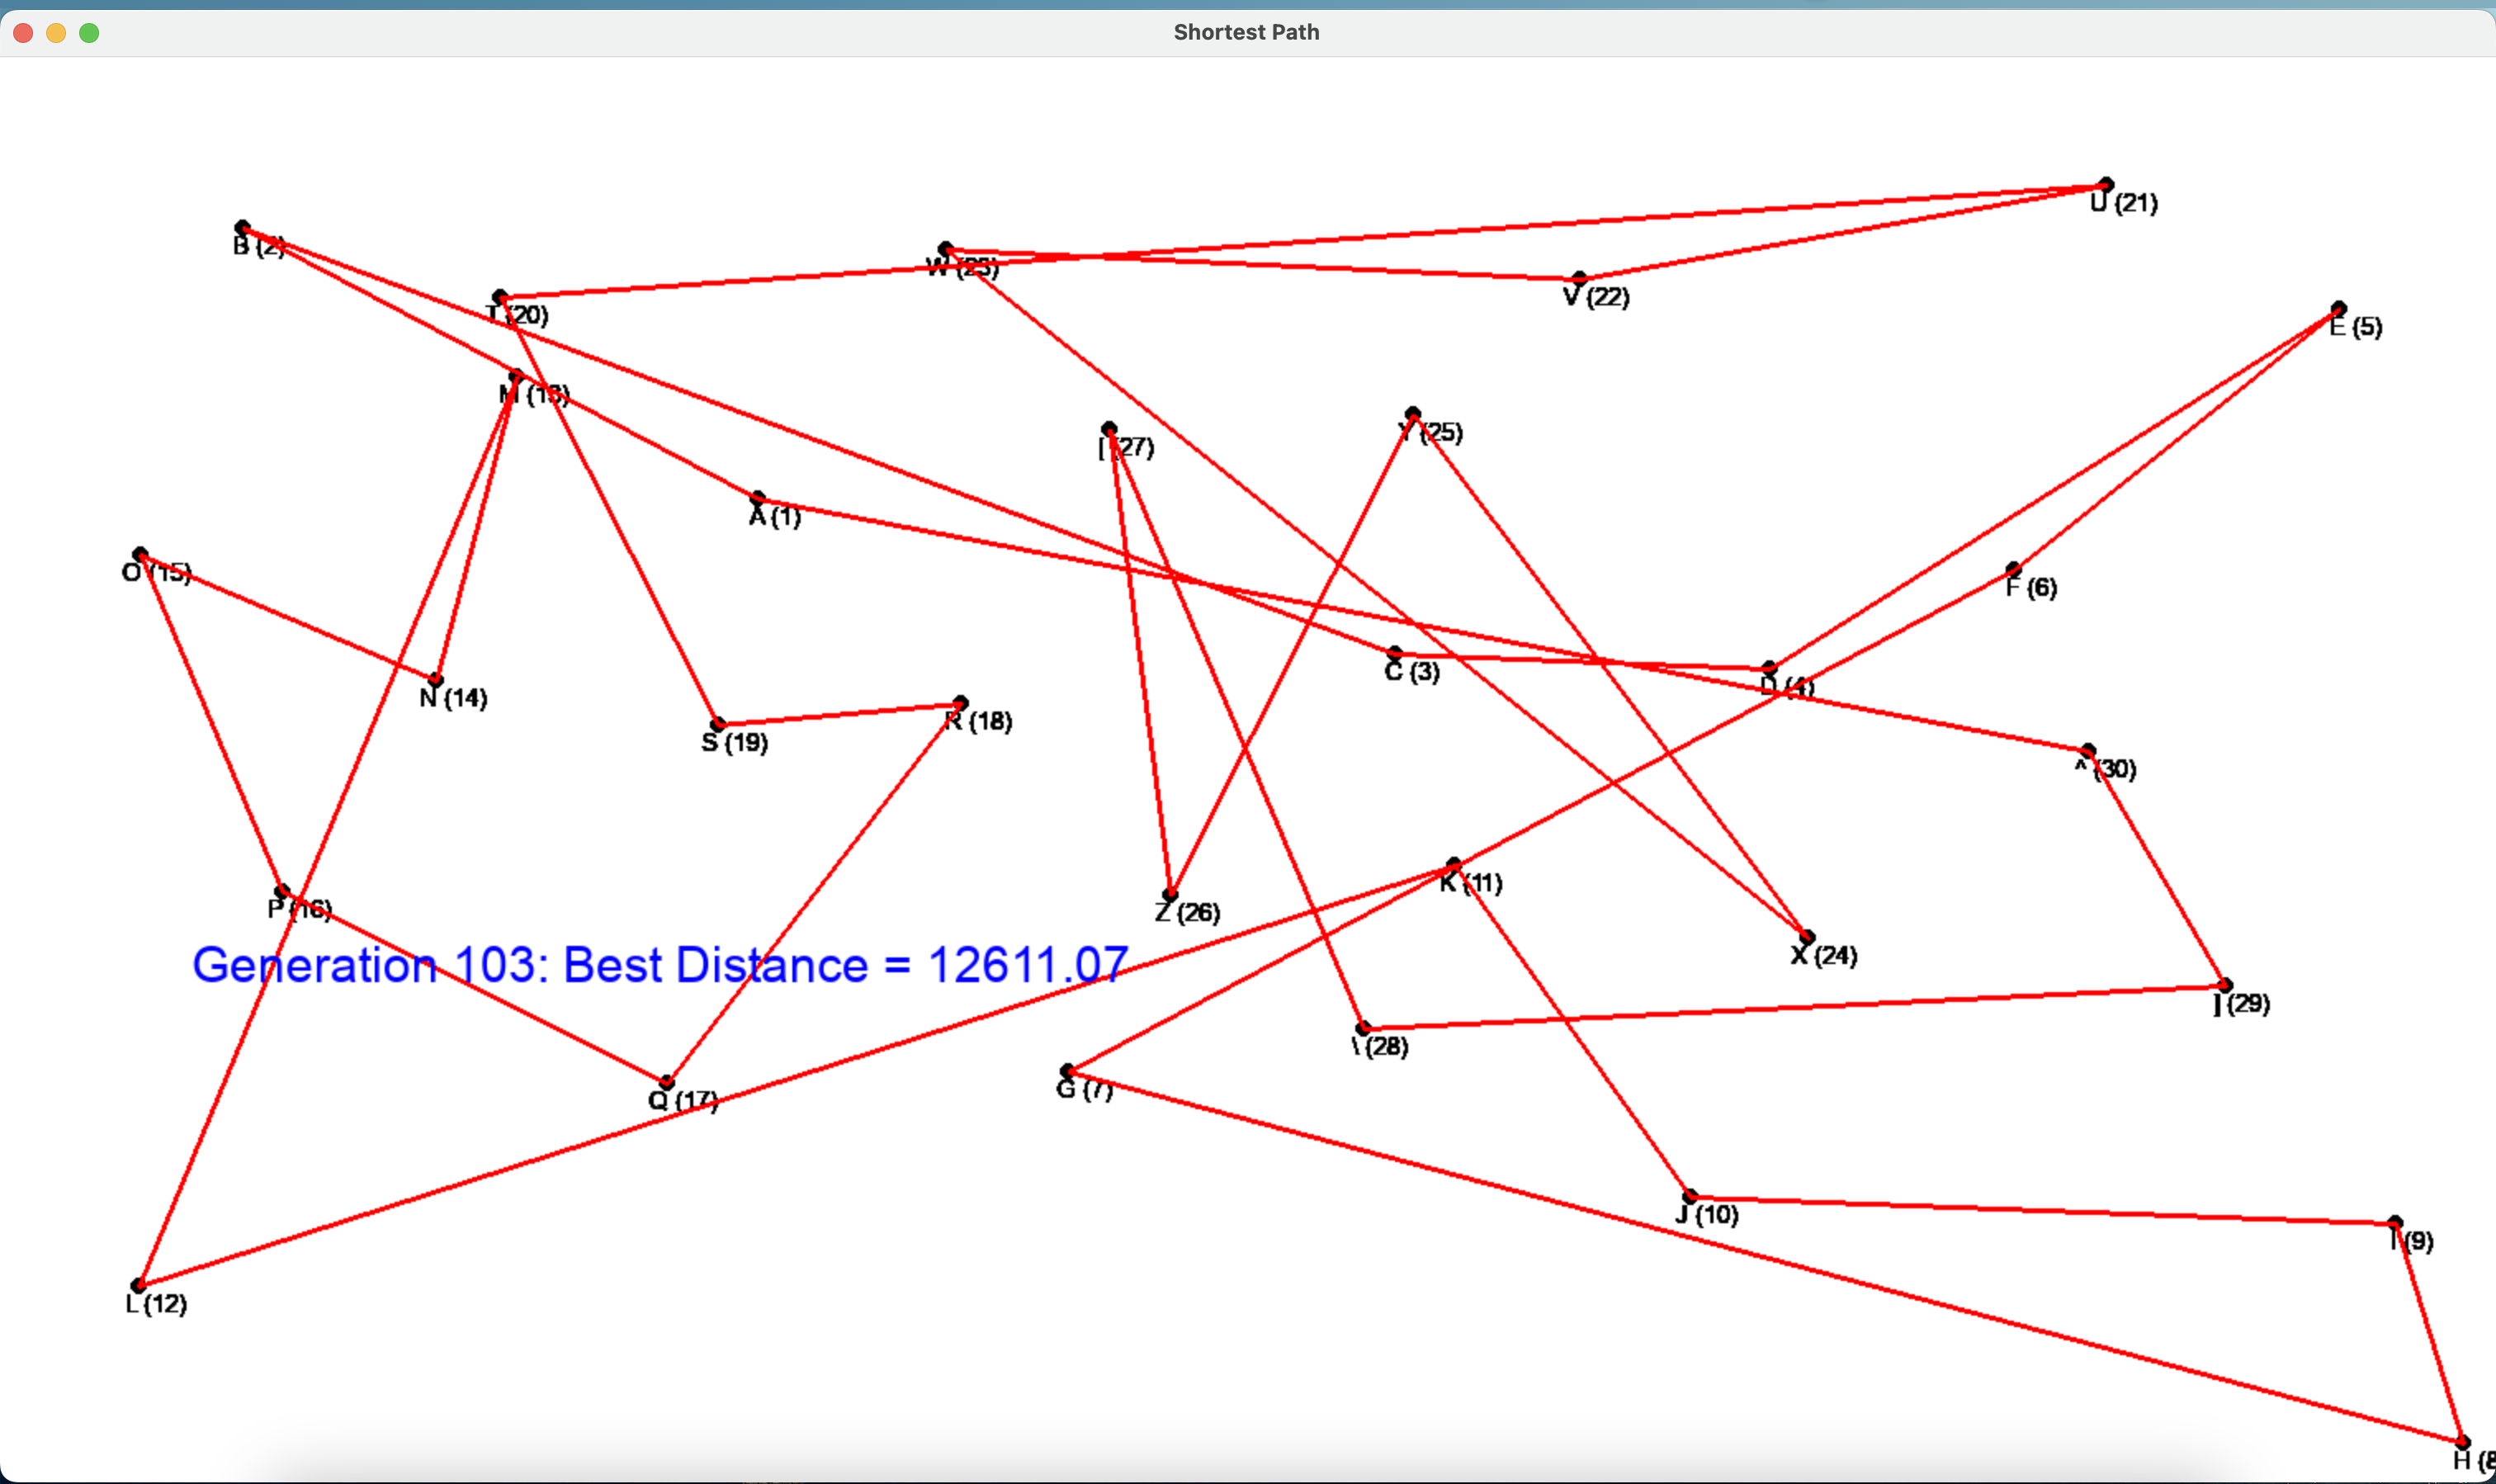 Shortest Path
U (21)
B (2)
W (23)
V (22)
T (20)
E (5)
M (13)
Y (25)
[ (27)
A (1)
O (15)
F (6)
C (3)
D (4)
N (14)
R (18)
S (19)
^ (30)
K (11)
P (16)
Z (26)
X (24)
Generation 103: Best Distance = 12611.07
] (29)
\ (28)
G (7)
Q (17)
J (10)
I (9)
L (12)
H (8